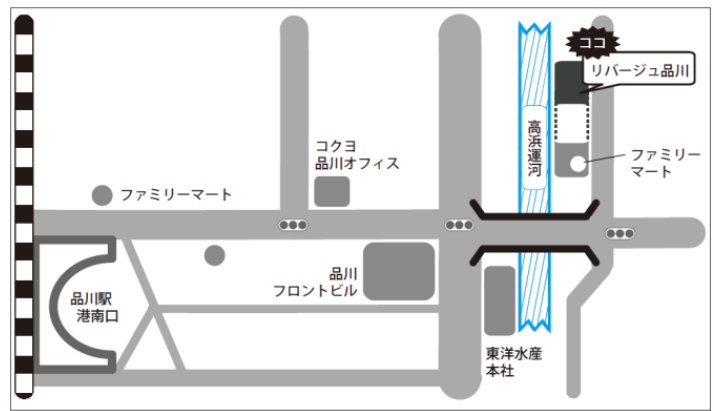 ココ
リバージュ品川
高浜運河
コクヨ
品川オフィス
ファミリー
マート
ファミリーマート
品川
フロントビル
品川駅
港南口
東洋水産
本社